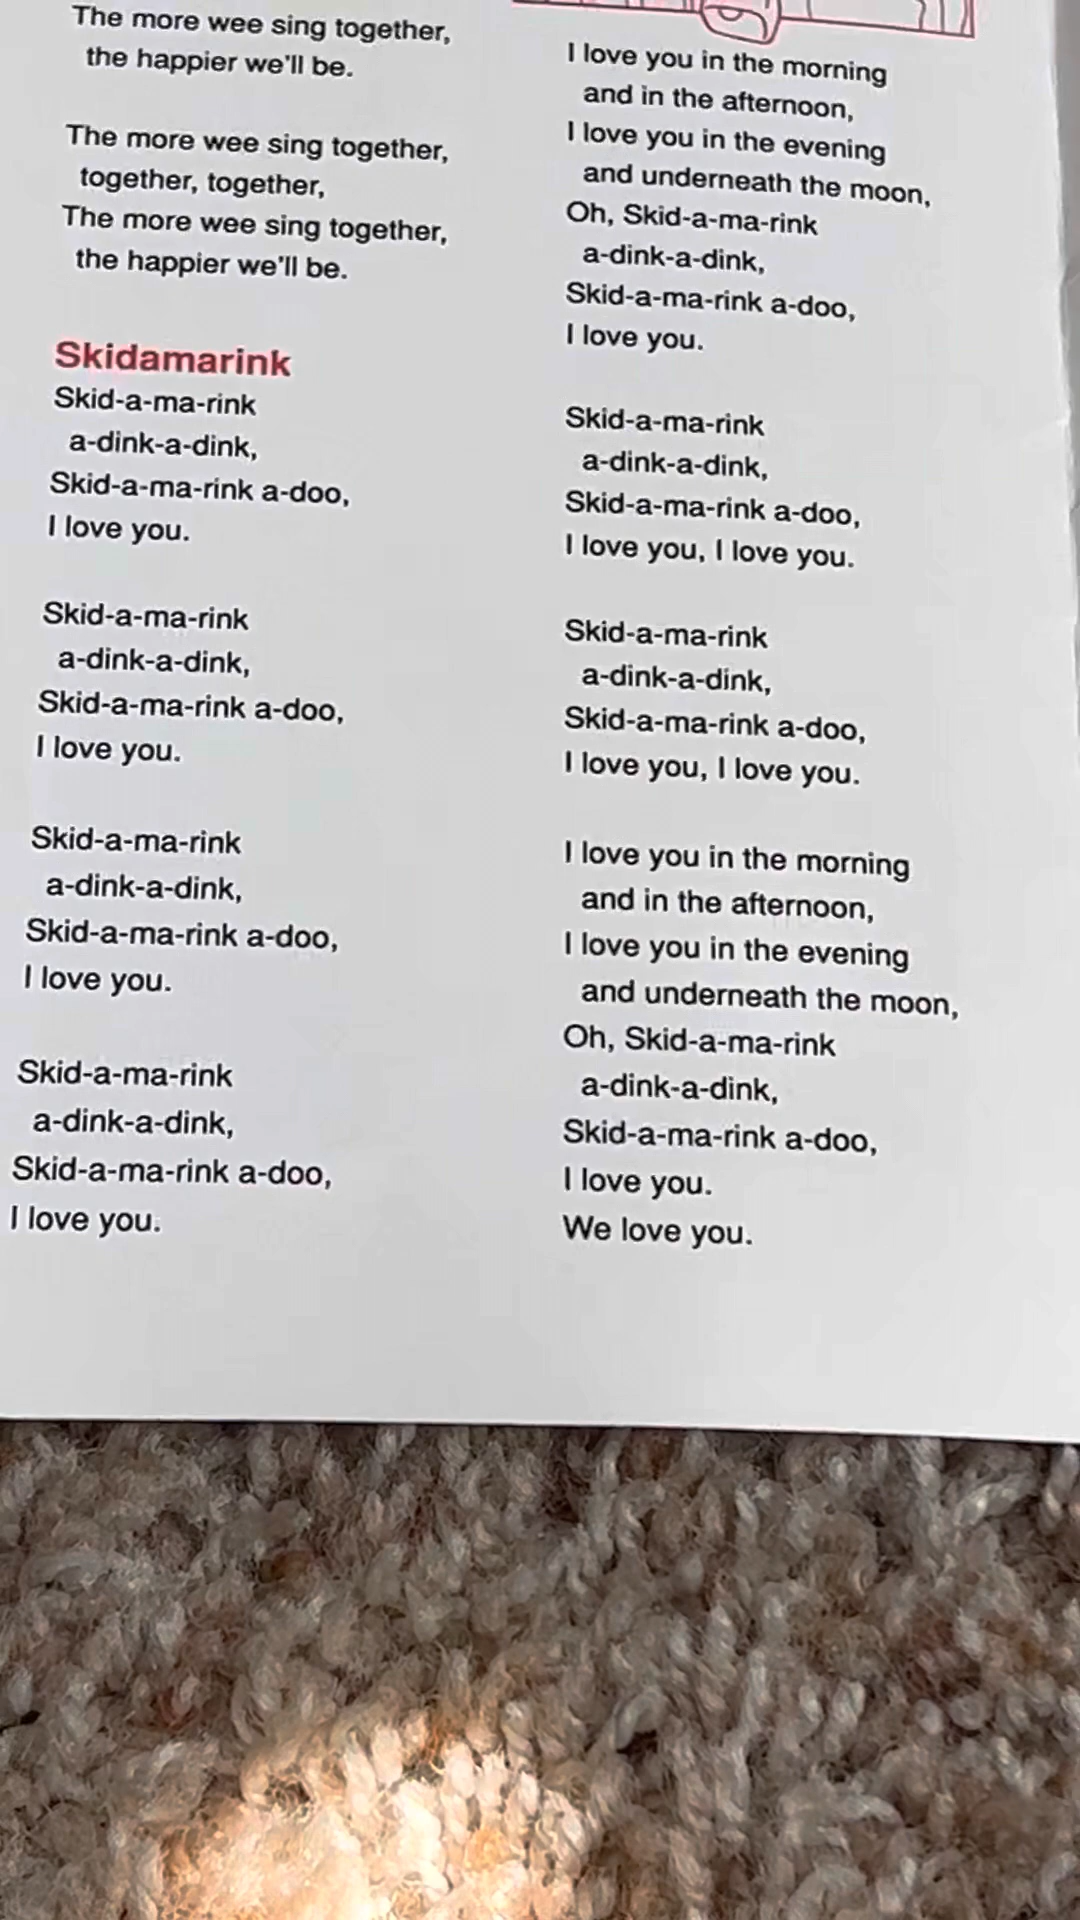 The more wee sing together,
the happier we'll be.
The more wee sing together,
together, together,
The more wee sing together,
the happier we'll be.
Skidamarink
Skid-a-ma-rink
a-dink-a-dink,
Skid-a-ma-rink a-doo,
I love you.
Skid-a-ma-rink
a-dink-a-dink,
Skid-a-ma-rink a-doo,
I love you.
Skid-a-ma-rink
a-dink-a-dink,
Skid-a-ma-rink a-doo,
I love you.
Skid-a-ma-rink
a-dink-a-dink,
Skid-a-ma-rink a-doo,
I love you.
I love you in the morning
and in the afternoon,
I love you in the evening
and underneath the moon,
Oh, Skid-a-ma-rink
a-dink-a-dink,
Skid-a-ma-rink a-doo,
I love you.
Skid-a-ma-rink
a-dink-a-dink,
Skid-a-ma-rink a-doo,
I love you, I love you.
Skid-a-ma-rink
a-dink-a-dink,
Skid-a-ma-rink a-doo,
I love you, I love you.
I love you in the morning
and in the afternoon,
I love you in the evening
and underneath the moon,
Oh, Skid-a-ma-rink
a-dink-a-dink,
Skid-a-ma-rink a-doo,
I love you.
We love you.